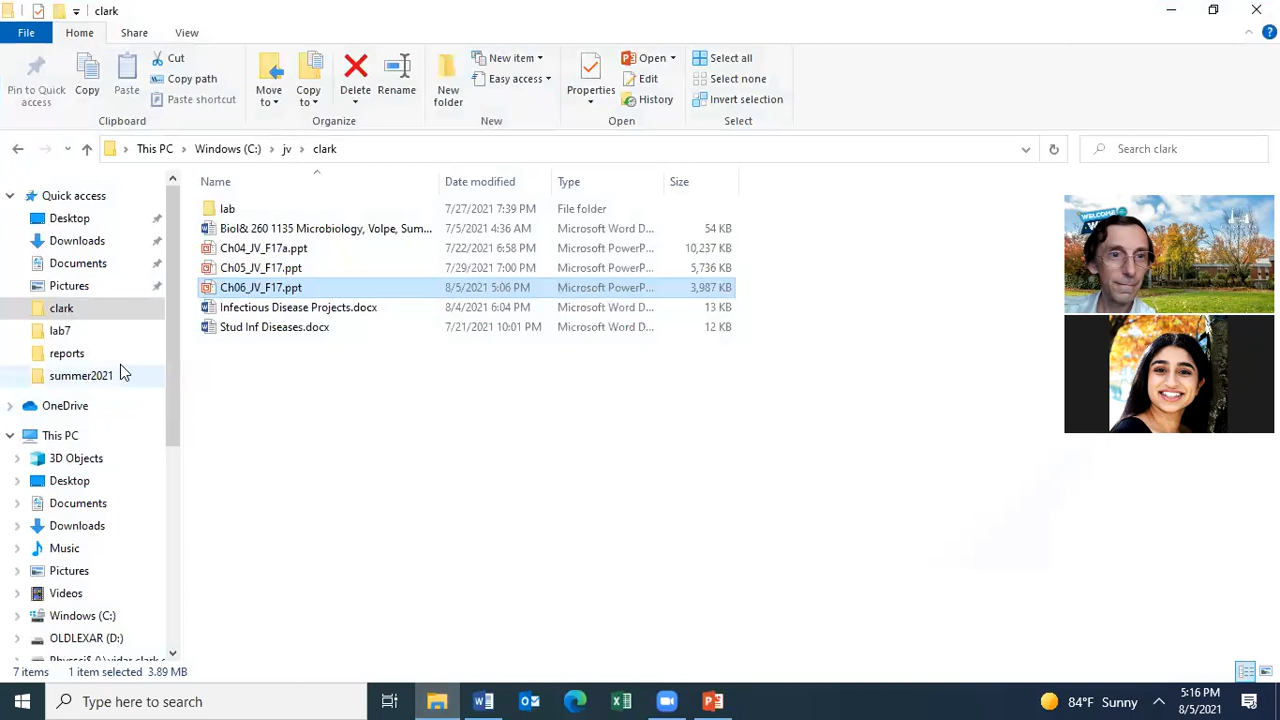 clark
File Home Share View
Pin to Quick access
Copy
Paste
Cut
Copy path
Paste shortcut
Clipboard
Move to
Copy to
Delete
Rename
Organize
New folder
New item
Easy access
New
Properties
Open
Edit
History
Open
Select all
Select none
Invert selection
Select
This PC Windows (C:) jv clark
Search clark
Name Date modified Type Size
lab 7/27/2021 7:39 PM File folder
Biol& 260 1135 Microbiology, Volpe, Sum... 7/5/2021 4:36 AM Microsoft Word D... 54 KB
Ch04_JV_F17a.ppt 7/22/2021 6:58 PM Microsoft PowerP... 10,237 KB
Ch05_JV_F17.ppt 7/29/2021 7:00 PM Microsoft PowerP... 5,736 KB
Ch06_JV_F17.ppt 8/5/2021 5:06 PM Microsoft PowerP... 3,987 KB
Infectious Disease Projects.docx 8/4/2021 6:04 PM Microsoft Word D... 13 KB
Stud Inf Diseases.docx 7/21/2021 10:01 PM Microsoft Word D... 12 KB
Quick access
Desktop
Downloads
Documents
Pictures
clark
lab7
reports
summer2021
OneDrive
This PC
3D Objects
Desktop
Documents
Downloads
Music
Pictures
Videos
Windows (C:)
OLDLEXAR (D:)
WELCOME
7 items 1 item selected 3.89 MB
Type here to search
84°F Sunny
5:16 PM
8/5/2021